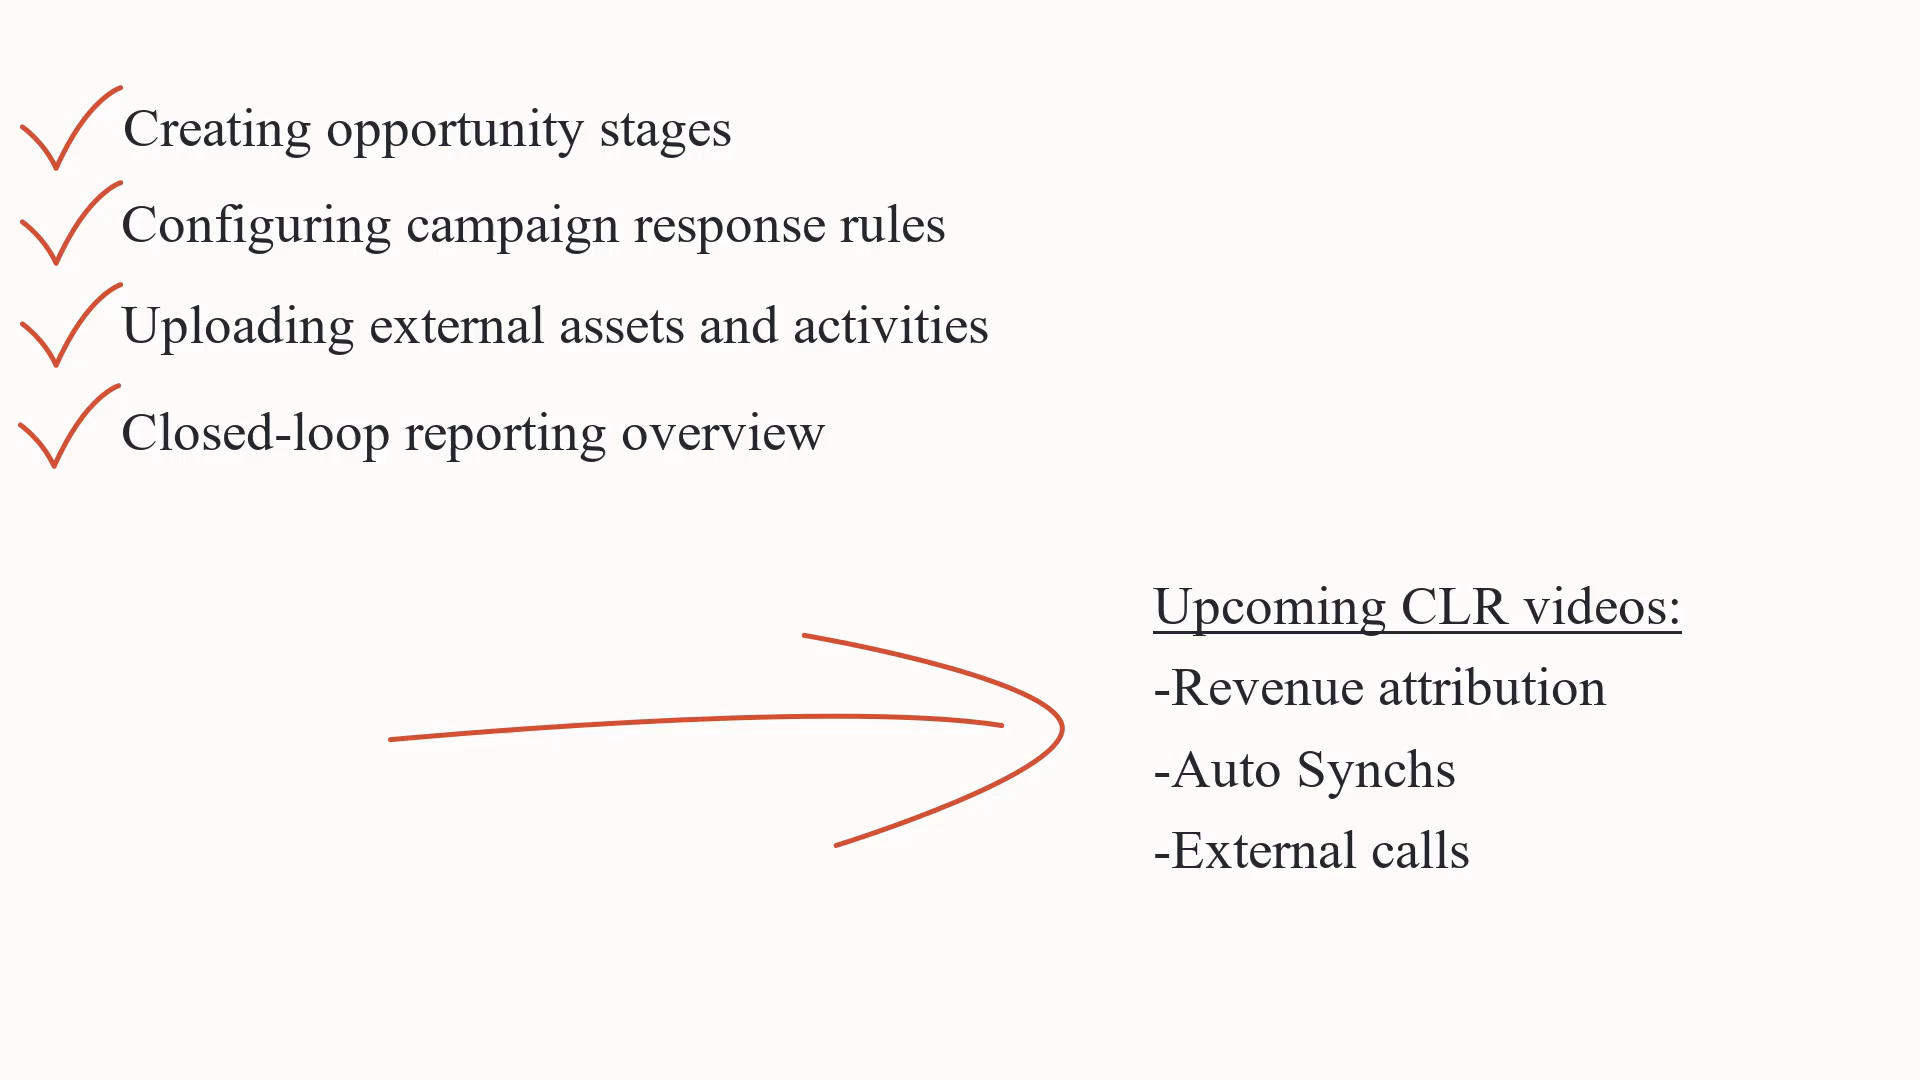 Creating opportunity stages
Configuring campaign response rules
Uploading external assets and activities
Closed-loop reporting overview
Upcoming CLR videos:
-Revenue attribution
-Auto Synchs
-External calls